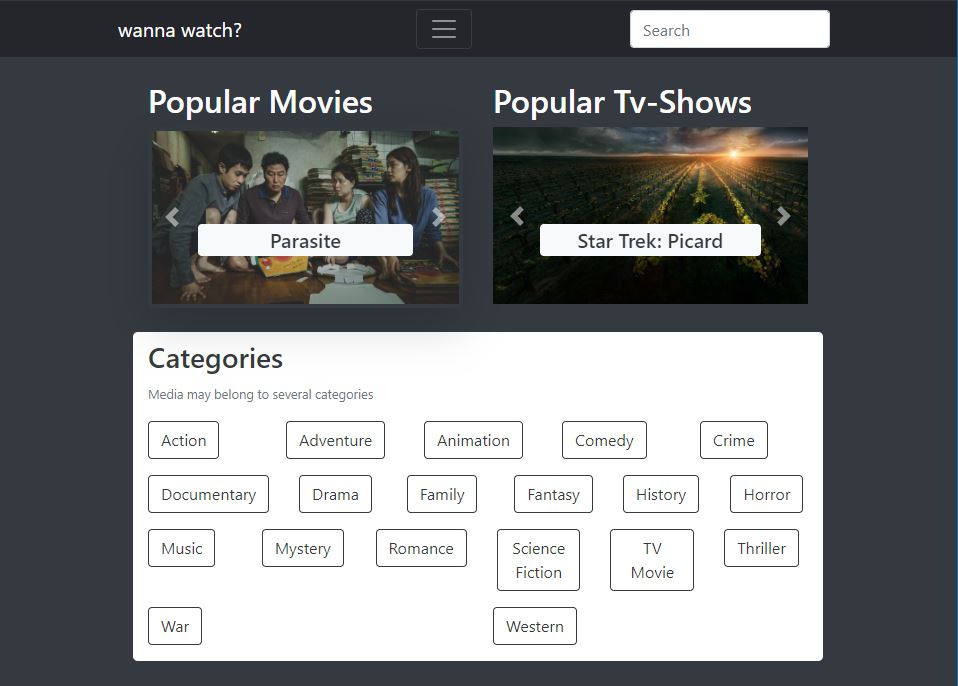 wanna watch?
Search
Popular Movies
Popular Tv-Shows
Parasite
Star Trek: Picard
Categories
Media may belong to several categories
Action
Adventure
Animation
Comedy
Crime
Documentary
Drama
Family
Fantasy
History
Horror
Music
Mystery
Romance
Science
Fiction
TV
Movie
Thriller
War
Western